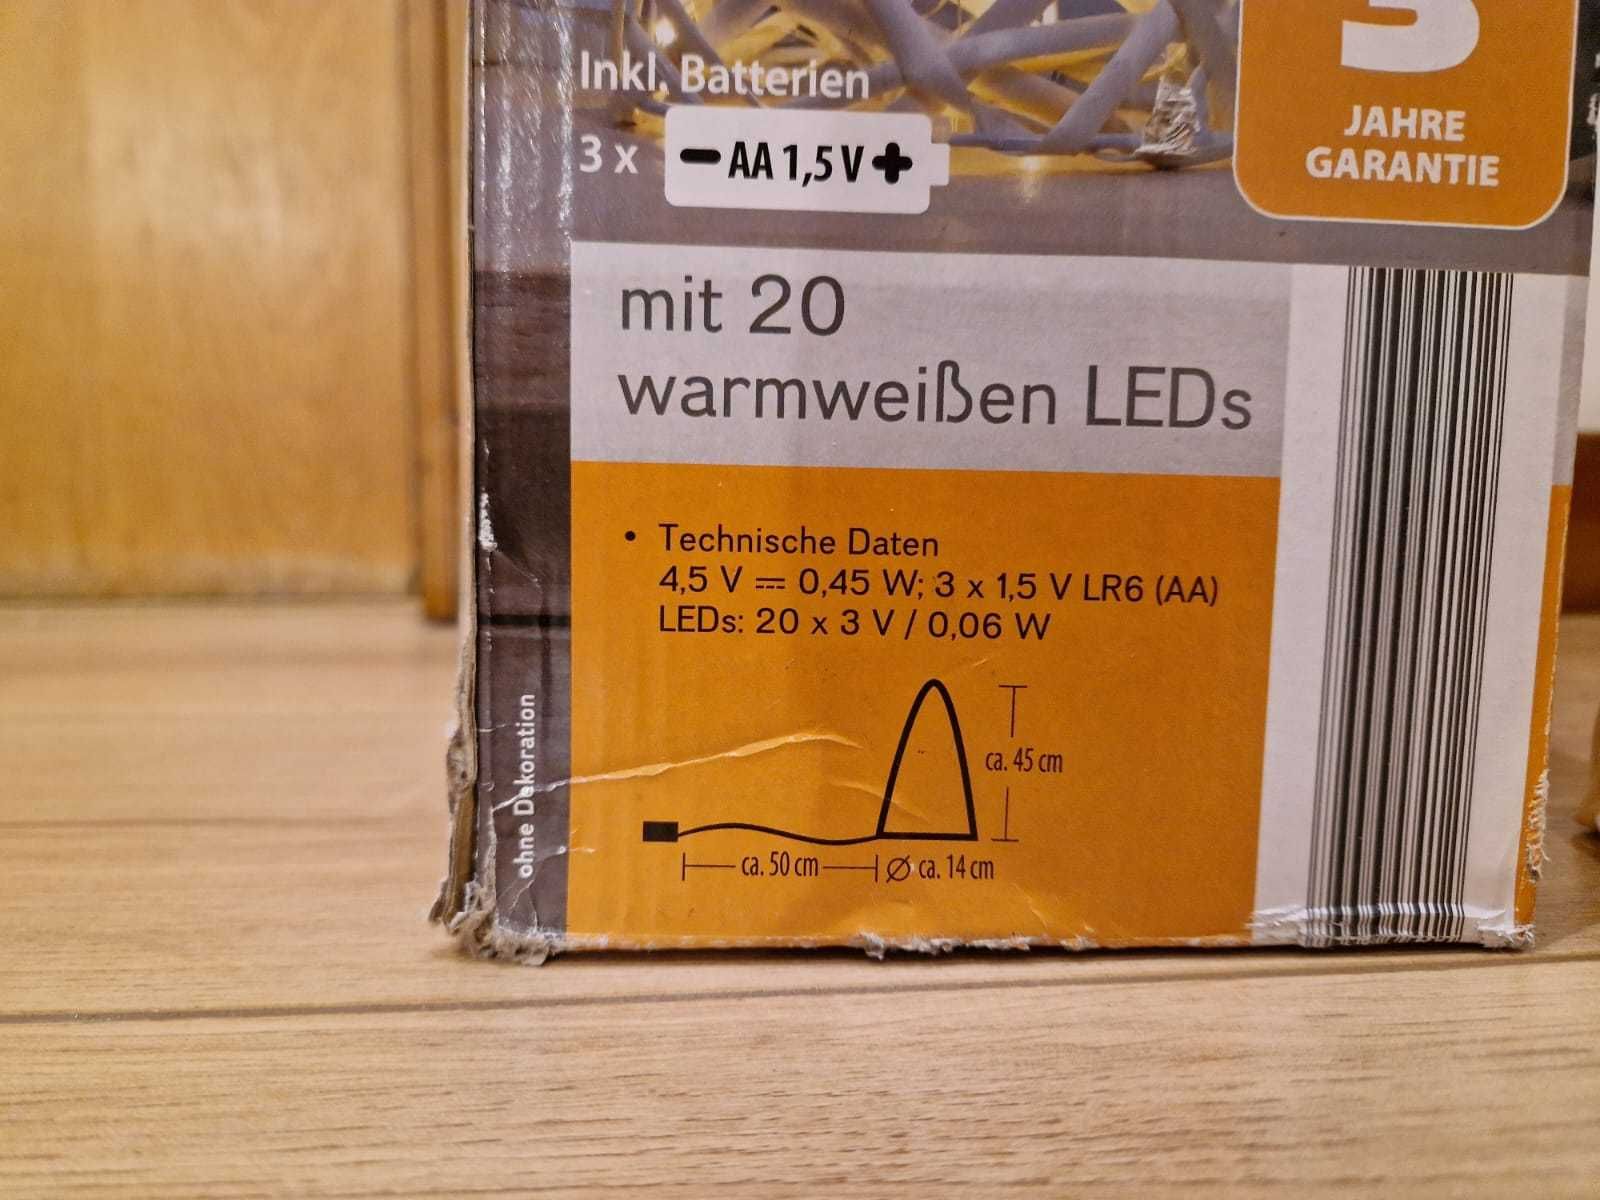 Inkl. Batterien
3 x
AA 1,5 V
3
JAHRE
GARANTIE
mit 20
warmweißen LEDs
• Technische Daten
4,5 V ⎓ 0,45 W; 3 x 1,5 V LR6 (AA)
LEDs: 20 x 3 V / 0,06 W
ca. 45 cm
ca. 50 cm
Ø ca. 14 cm
ohne Dekoration